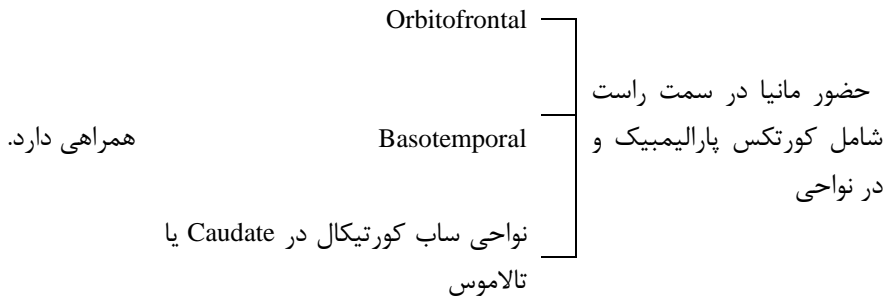 حضور مانیا در سمت راست
شامل کورتکس پارالیمبیک و
در نواحی
Orbitofrontal
Basotemporal
نواحی ساب کورتیکال در Caudate یا
تالاموس
همراهی دارد.